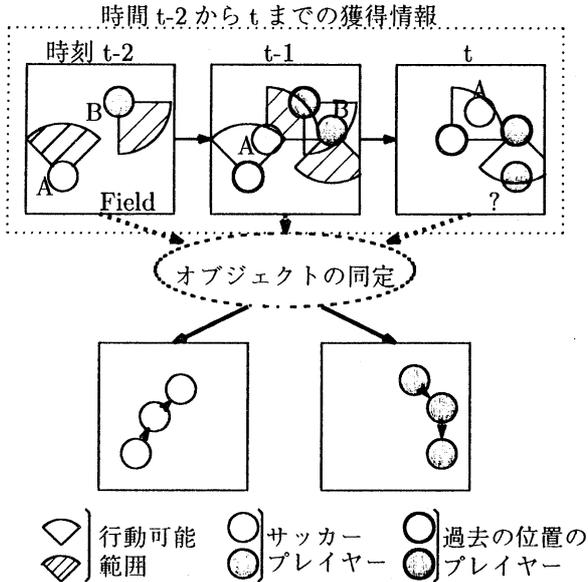 時間 t-2 から t までの獲得情報
時刻 t-2
t-1
t
B
A
Field
B
A
A
?
オブジェクトの同定
行動可能
範囲
サッカー
プレイヤー
過去の位置の
プレイヤー